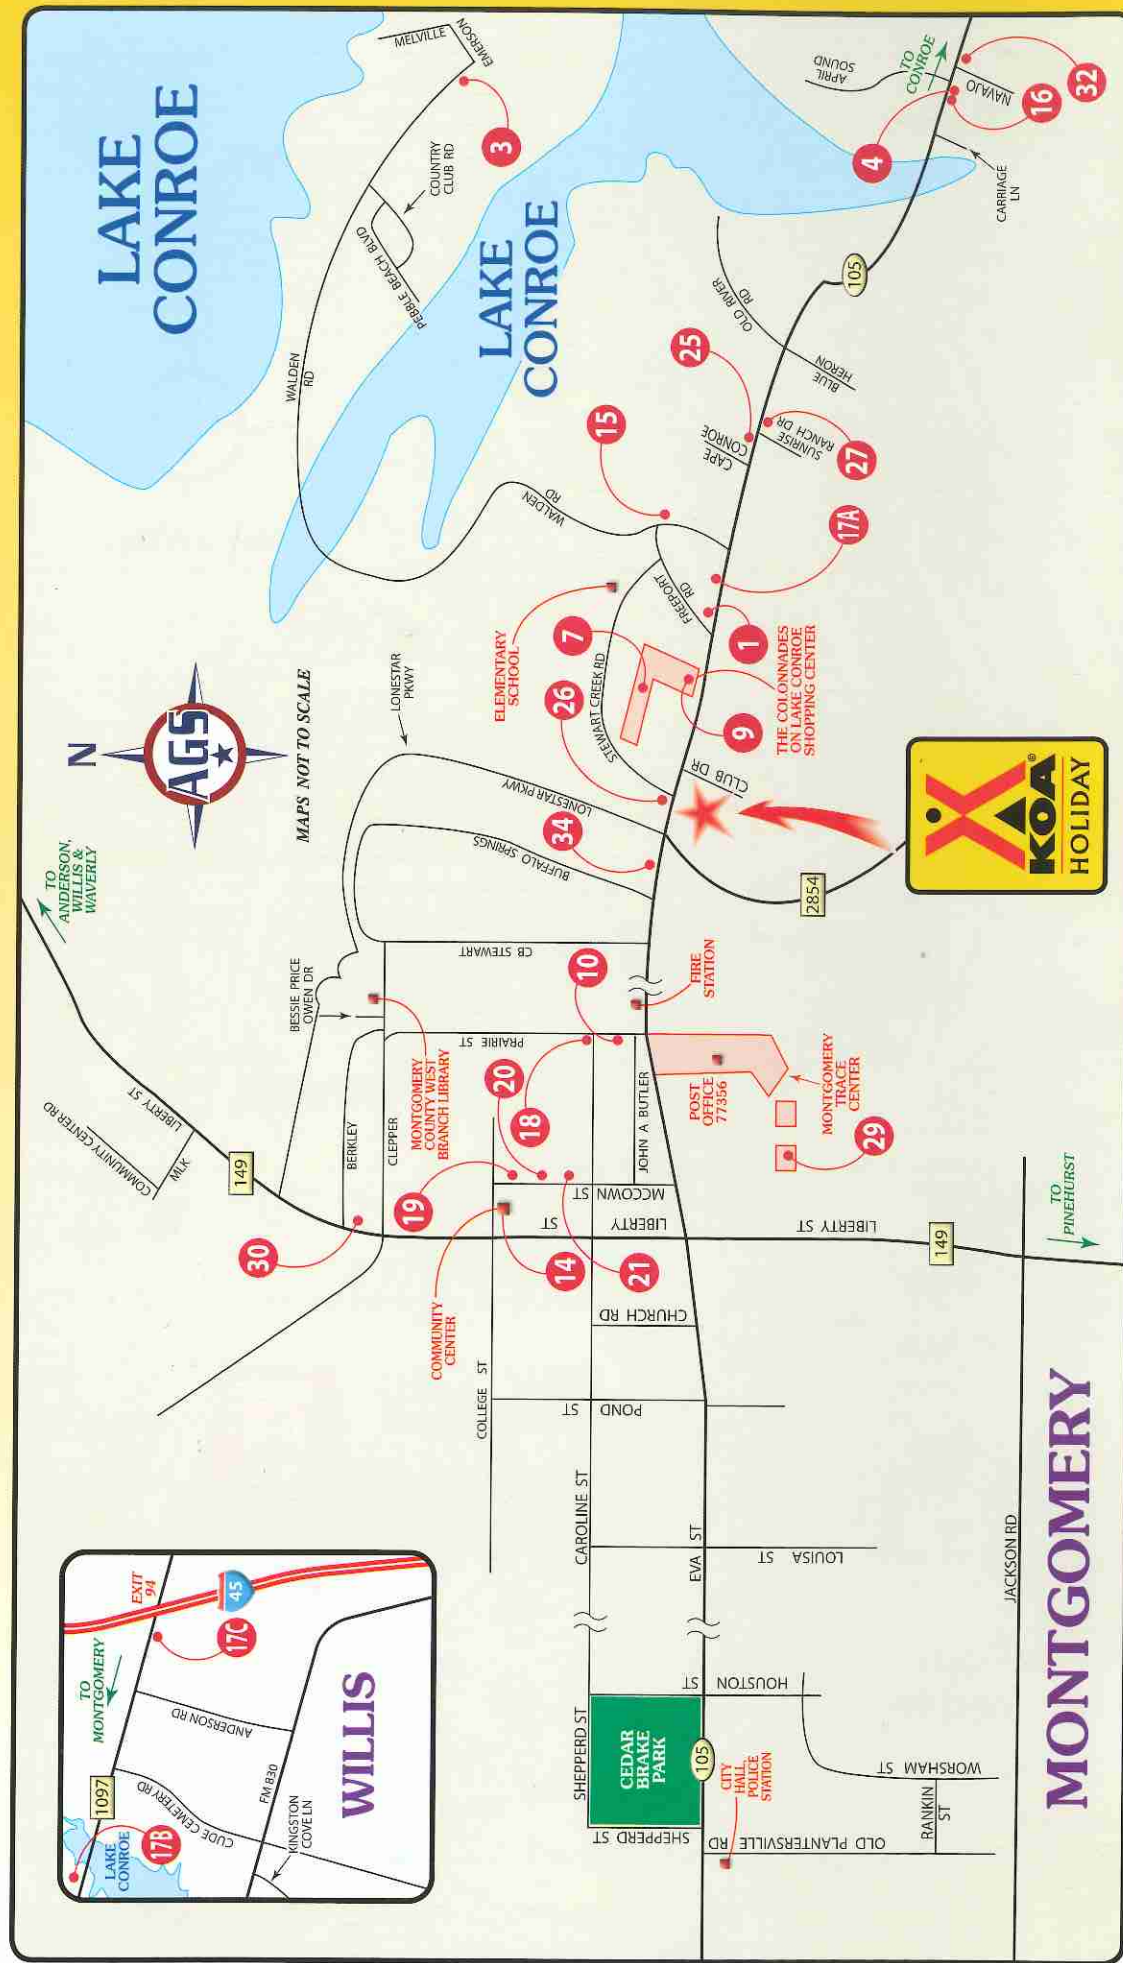 LAKE
CONROE
LAKE
CONROE
MELVILLE
EMERSON
3
COUNTRY
CLUB RD
PEBBLE BEACH BLVD
WALDEN
RD
WALDEN
RD
15
ELEMENTARY
SCHOOL
7
26
STEWART CREEK RD
FREEPORT
RD
9
1
17A
THE COLONNADES
ON LAKE CONROE
SHOPPING CENTER
CLUB DR
CAPE
CONROE
25
SUNRISE
RANCH DR
27
OLD RIVER
RD
BLUE
HERON
105
CARRIAGE
LN
APRIL
SOUND
TO
CONROE
NAVAJO
4
16
32
N
AGS
MAPS NOT TO SCALE
LONESTAR
PKWY
LONESTAR PKWY
BUFFALO SPRINGS
34
2854
KOA®
HOLIDAY
TO
ANDERSON,
WILLIS &
WAVERLY
LIBERTY ST
COMMUNITY CENTER RD
MLK
149
BESSIE PRICE
OWEN DR
BERKLEY
CLEPPER
30
MONTGOMERY
COUNTY WEST
BRANCH LIBRARY
CB STEWART
PRAIRIE ST
10
FIRE
STATION
18
20
19
21
14
COMMUNITY
CENTER
JOHN A BUTLER
MCCOWN ST
LIBERTY
ST
CHURCH RD
POND
ST
COLLEGE ST
CAROLINE ST
POST
OFFICE
77356
MONTGOMERY
TRACE
CENTER
29
LIBERTY ST
149
TO
PINEHURST
EVA ST
LOUISA ST
JACKSON RD
HOUSTON ST
SHEPPERD ST
SHEPPERD ST
CEDAR
BRAKE
PARK
105
CITY
HALL,
POLICE
STATION
OLD PLANTERSVILLE RD
RANKIN
ST
WORSHAM
ST
MONTGOMERY
TO
MONTGOMERY
EXIT
94
45
17C
1097
17B
LAKE
CONROE
ANDERSON RD
CUDE CEMETERY RD
FM 830
KINGSTON
COVE LN
WILLIS